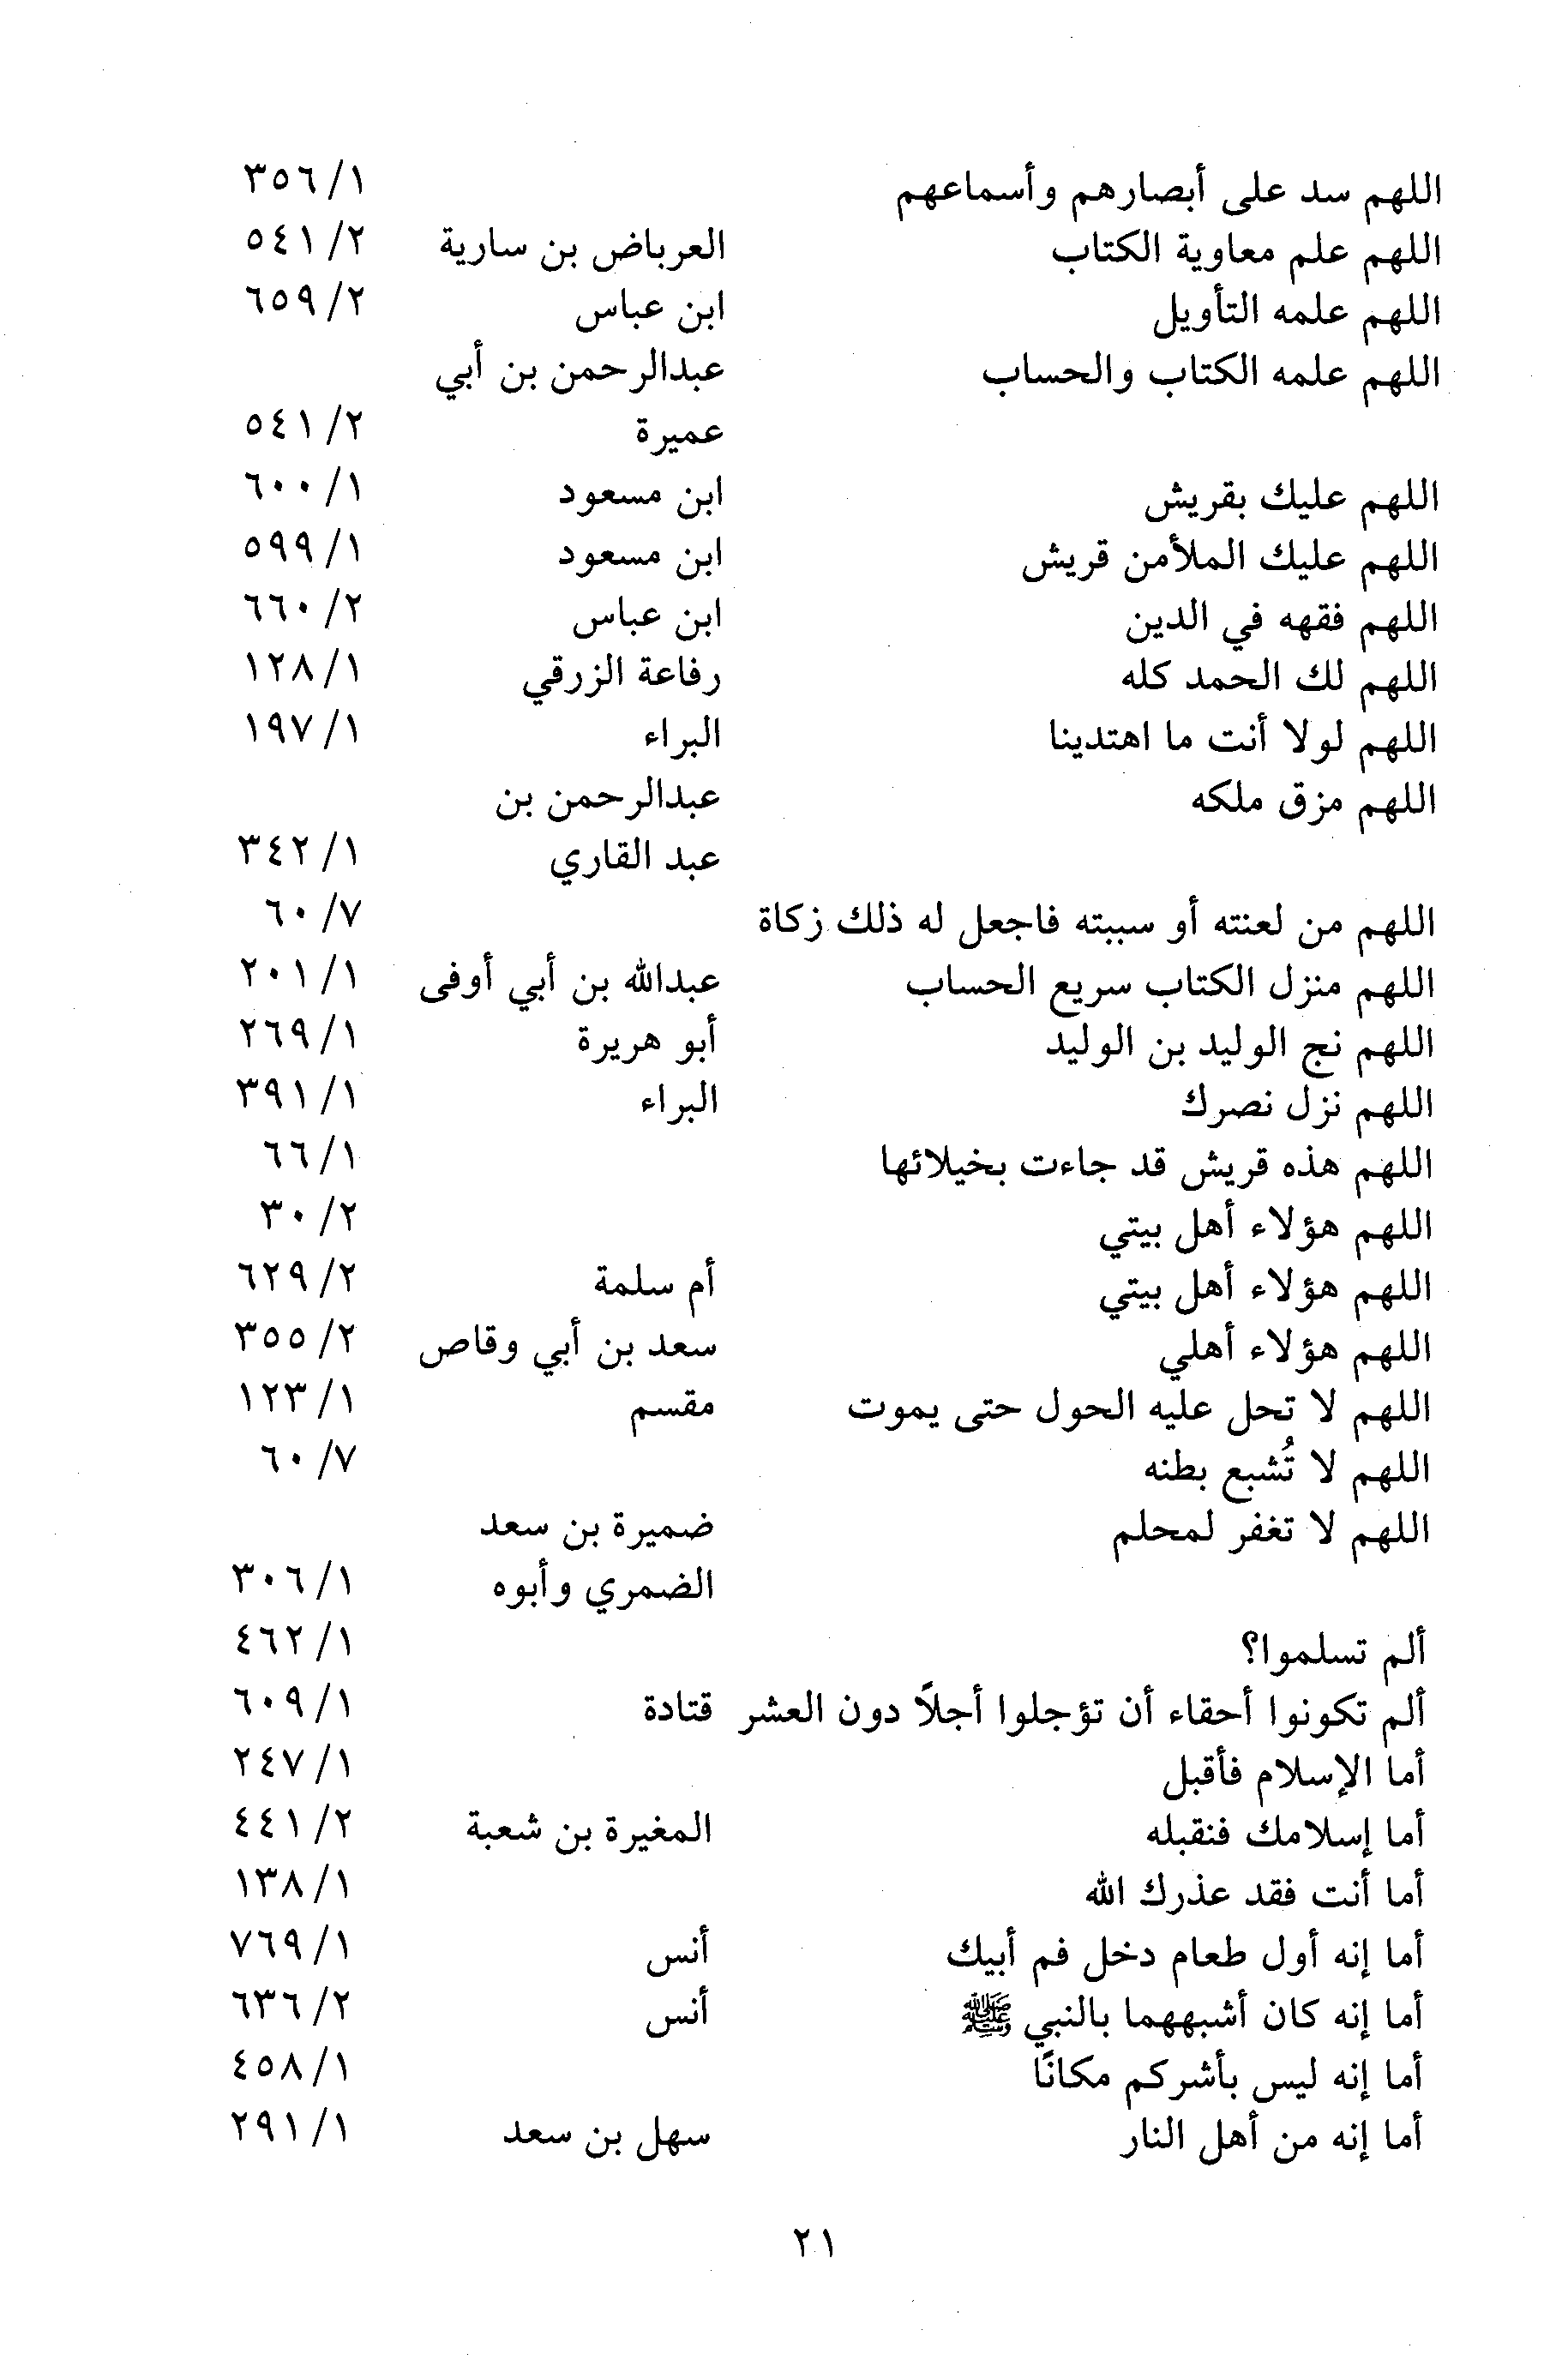 اللهم سد على أبصارهم وأسماعهم ١/ ٣٥٦
اللهم علم معاوية الكتاب العرباض بن سارية ٢/ ٥٤١
اللهم علمه التأويل ابن عباس ٢/ ٦٥٩
اللهم علمه الكتاب والحساب عبدالرحمن بن أبي
عميرة ٢/ ٥٤١
اللهم عليك بقريش ابن مسعود ١/ ٦٠٠
اللهم عليك الملأمن قريش ابن مسعود ١/ ٥٩٩
اللهم فقهه في الدين ابن عباس ٢/ ٦٦٠
اللهم لك الحمد كله رفاعة الزرقي ١/ ١٢٨
اللهم لولا أنت ما اهتدينا البراء ١/ ١٩٧
اللهم مزق ملكه عبدالرحمن بن
عبد القاري ١/ ٣٤٢
اللهم من لعنته أو سببته فاجعل له ذلك زكاة ٧/ ٦٠
اللهم منزل الكتاب سريع الحساب عبدالله بن أبي أوفى ١/ ٢٠١
اللهم نج الوليد بن الوليد أبو هريرة ١/ ٢٦٩
اللهم نزل نصرك البراء ١/ ٣٩١
اللهم هذه قريش قد جاءت بخيلائها ١/ ٦٦
اللهم هؤلاء أهل بيتي ٢/ ٣٠
اللهم هؤلاء أهل بيتي أم سلمة ٢/ ٦٢٩
اللهم هؤلاء أهلي سعد بن أبي وقاص ٢/ ٣٥٥
اللهم لا تحل عليه الحول حتى يموت مقسم ١/ ١٢٣
اللهم لا تُشبع بطنه ٧/ ٦٠
اللهم لا تغفر لمحلم ضميرة بن سعد
الضمري وأبوه ١/ ٣٠٦
ألم تسلموا؟ ١/ ٤٦٢
ألم تكونوا أحقاء أن تؤجلوا أجلاً دون العشر قتادة ١/ ٦٠٩
أما الإسلام فأقبل ١/ ٢٤٧
أما إسلامك فنقبله المغيرة بن شعبة ٢/ ٤٤١
أما أنت فقد عذرك الله ١/ ١٣٨
أما إنه أول طعام دخل فم أبيك أنس ١/ ٧٦٩
أما إنه كان أشبههما بالنبي ﷺ أنس ٢/ ٦٣٦
أما إنه ليس بأشركم مكانًا ١/ ٤٥٨
أما إنه من أهل النار سهل بن سعد ١/ ٢٩١
٢١